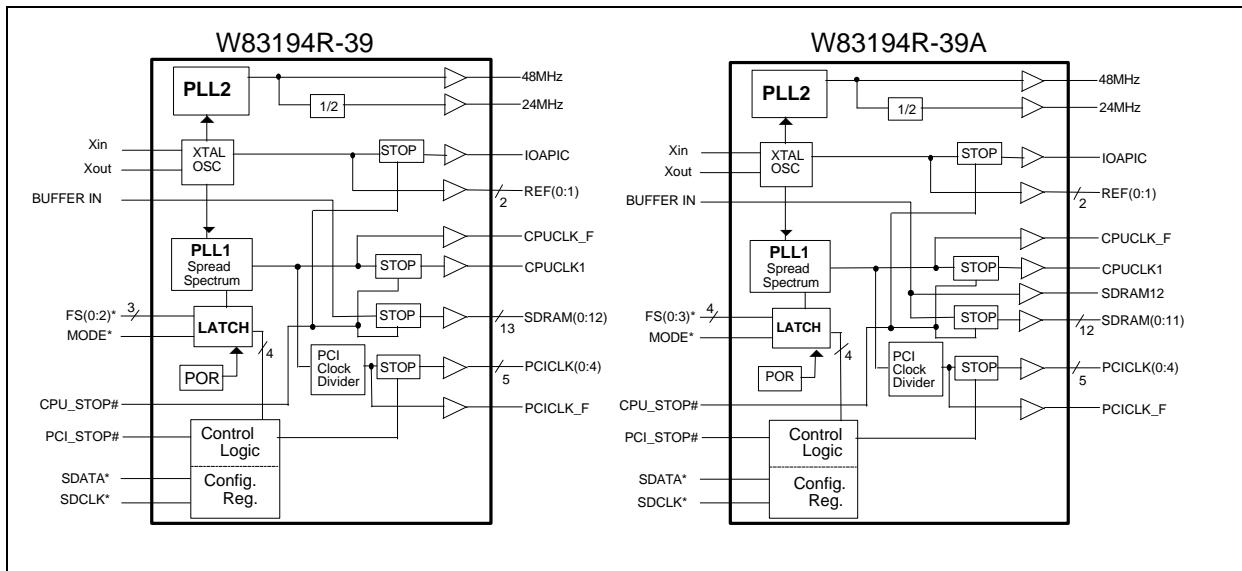 W83194R-39
PLL2
48MHz
1/2
24MHz
Xin
Xout
XTAL
OSC
STOP
IOAPIC
REF(0:1)
2
BUFFER IN
PLL1
Spread
Spectrum
CPUCLK_F
STOP
CPUCLK1
FS(0:2)*
3
MODE*
LATCH
4
STOP
SDRAM(0:12)
13
POR
PCI
Clock
Divider
STOP
PCICLK(0:4)
5
PCICLK_F
CPU_STOP#
PCI_STOP#
Control
Logic
SDATA*
SDCLK*
Config.
Reg.
W83194R-39A
PLL2
48MHz
1/2
24MHz
Xin
Xout
XTAL
OSC
STOP
IOAPIC
REF(0:1)
2
BUFFER IN
PLL1
Spread
Spectrum
CPUCLK_F
STOP
CPUCLK1
SDRAM12
FS(0:3)*
4
MODE*
LATCH
4
STOP
SDRAM(0:11)
12
POR
PCI
Clock
Divider
STOP
PCICLK(0:4)
5
PCICLK_F
CPU_STOP#
PCI_STOP#
Control
Logic
SDATA*
SDCLK*
Config.
Reg.